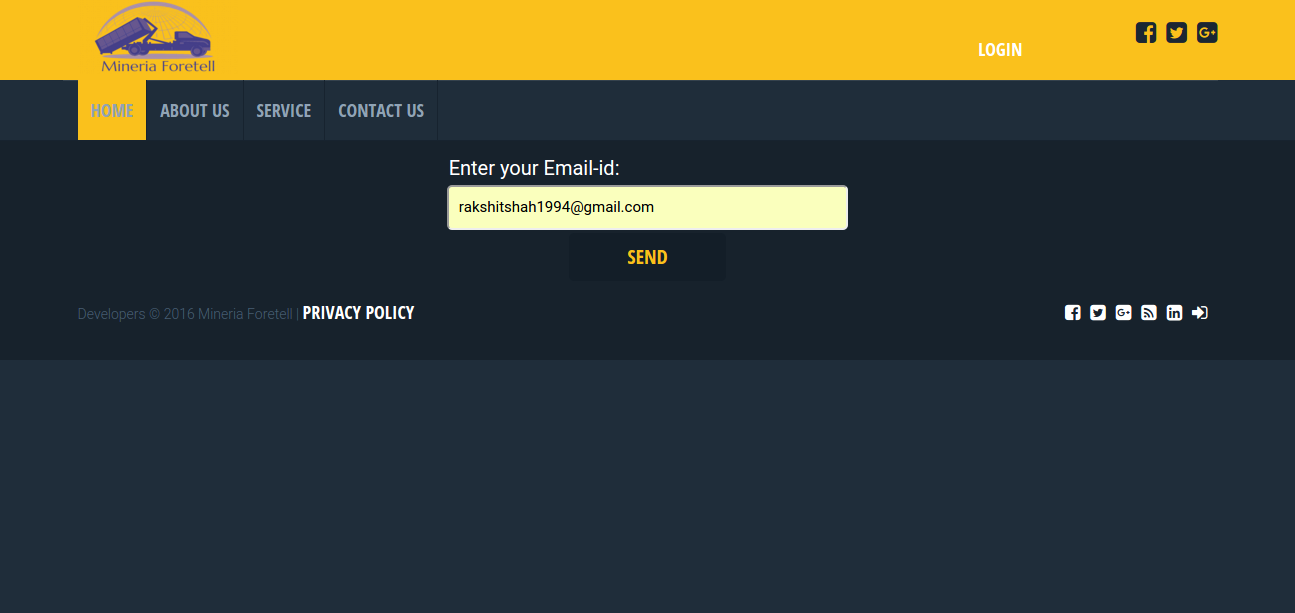 Mineria Foretell
LOGIN
HOME ABOUT US SERVICE CONTACT US
Enter your Email-id:
rakshitshah1994@gmail.com
SEND
Developers © 2016 Mineria Foretell | PRIVACY POLICY